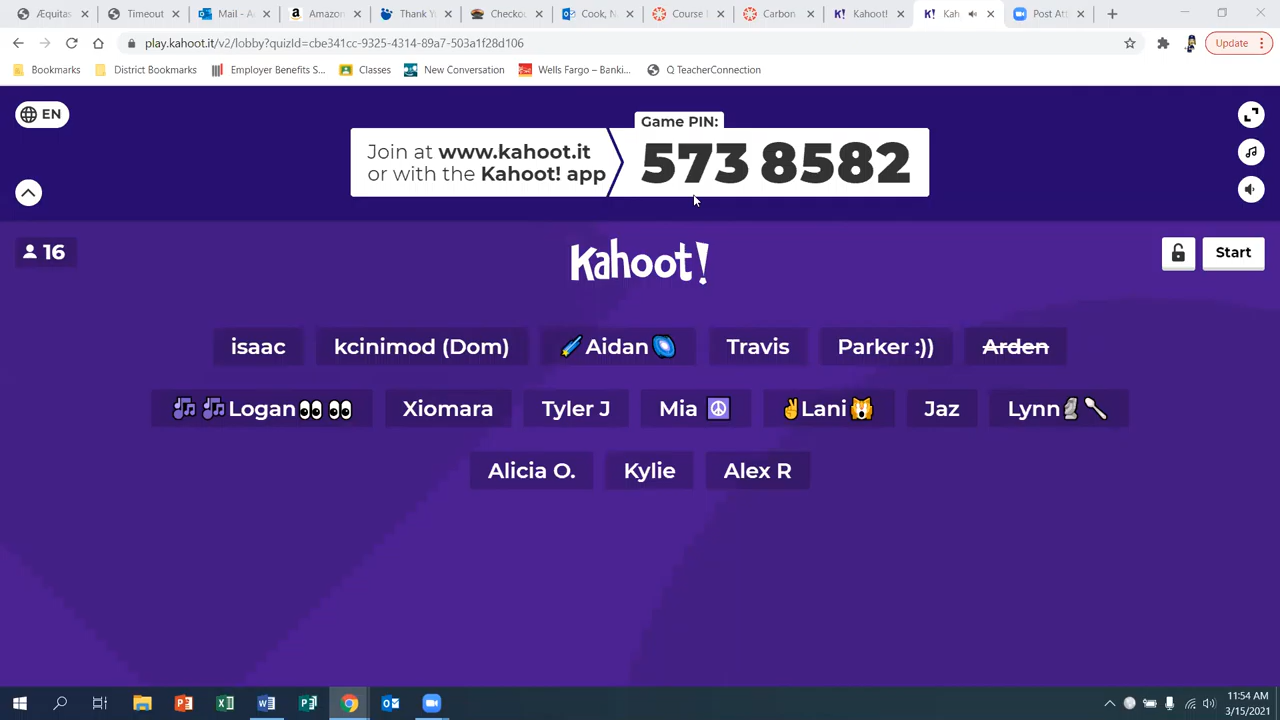 Æquitas Timeout Mail - A Amazon Thank Y Checkou Cook, N Course Carbon Kahoot! Kah Post Att
play.kahoot.it/v2/lobby?quizId=cbe341cc-9325-4314-89a7-503a1f28d106 Update
Bookmarks District Bookmarks Employer Benefits S... Classes New Conversation Wells Fargo – Banki... Q TeacherConnection
EN
Game PIN:
Join at www.kahoot.it
or with the Kahoot! app
573 8582
16
Kahoot!
Start
isaac kcinimod (Dom) 🌠Aidan🌌 Travis Parker :)) Arden
🎶 🎶Logan👀 👀 Xiomara Tyler J Mia ☮ ✌Lani🙀 Jaz Lynn🗿🥄
Alicia O. Kylie Alex R
11:54 AM
3/15/2021